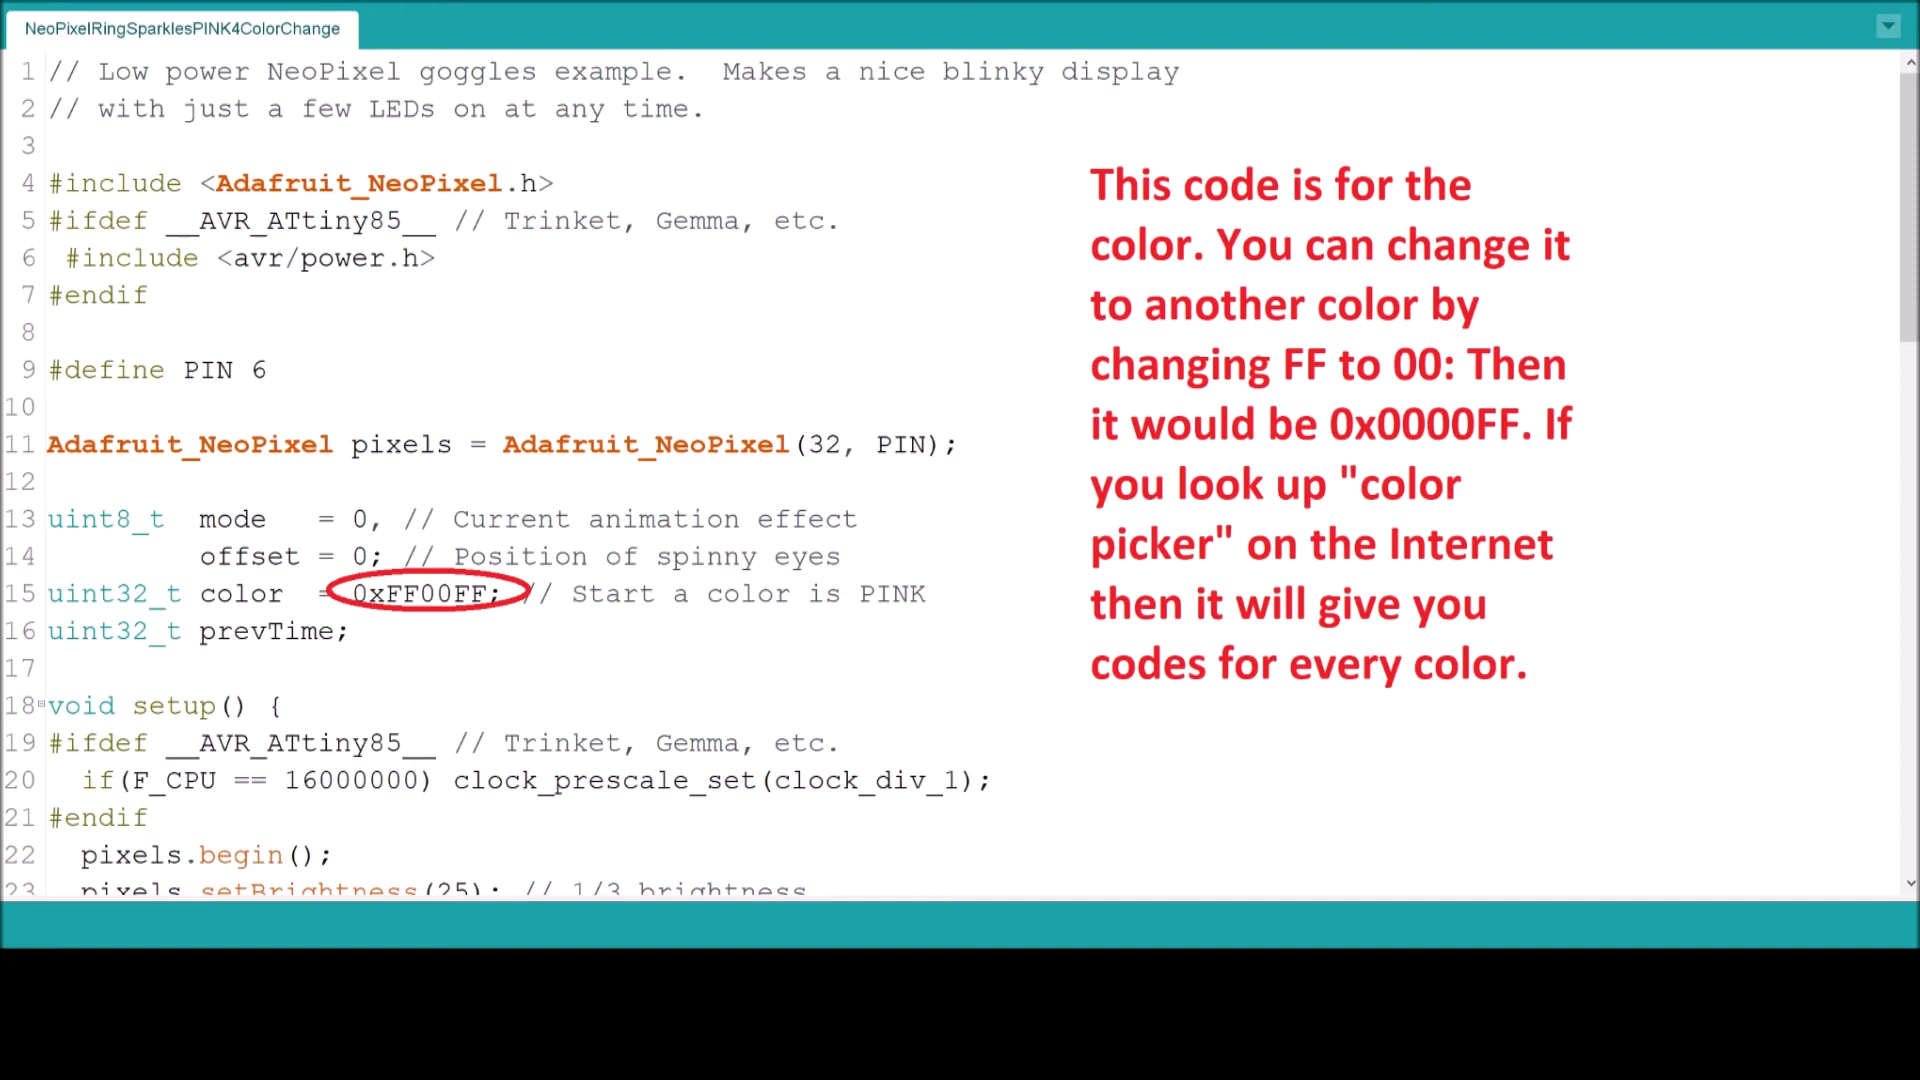 NeoPixelRingSparklesPINK4ColorChange
1 // Low power NeoPixel goggles example.  Makes a nice blinky display
2 // with just a few LEDs on at any time.
3
4 #include <Adafruit_NeoPixel.h>
5 #ifdef __AVR_ATtiny85__ // Trinket, Gemma, etc.
6  #include <avr/power.h>
7 #endif
8
9 #define PIN 6
10
11 Adafruit_NeoPixel pixels = Adafruit_NeoPixel(32, PIN);
12
13 uint8_t  mode   = 0, // Current animation effect
14          offset = 0; // Position of spinny eyes
15 uint32_t color  = 0xFF00FF; // Start a color is PINK
16 uint32_t prevTime;
17
18 void setup() {
19 #ifdef __AVR_ATtiny85__ // Trinket, Gemma, etc.
20   if(F_CPU == 16000000) clock_prescale_set(clock_div_1);
21 #endif
22   pixels.begin();
23   pixels.setBrightness(25); // 1/3 brightness
This code is for the
color. You can change it
to another color by
changing FF to 00: Then
it would be 0x0000FF. If
you look up "color
picker" on the Internet
then it will give you
codes for every color.